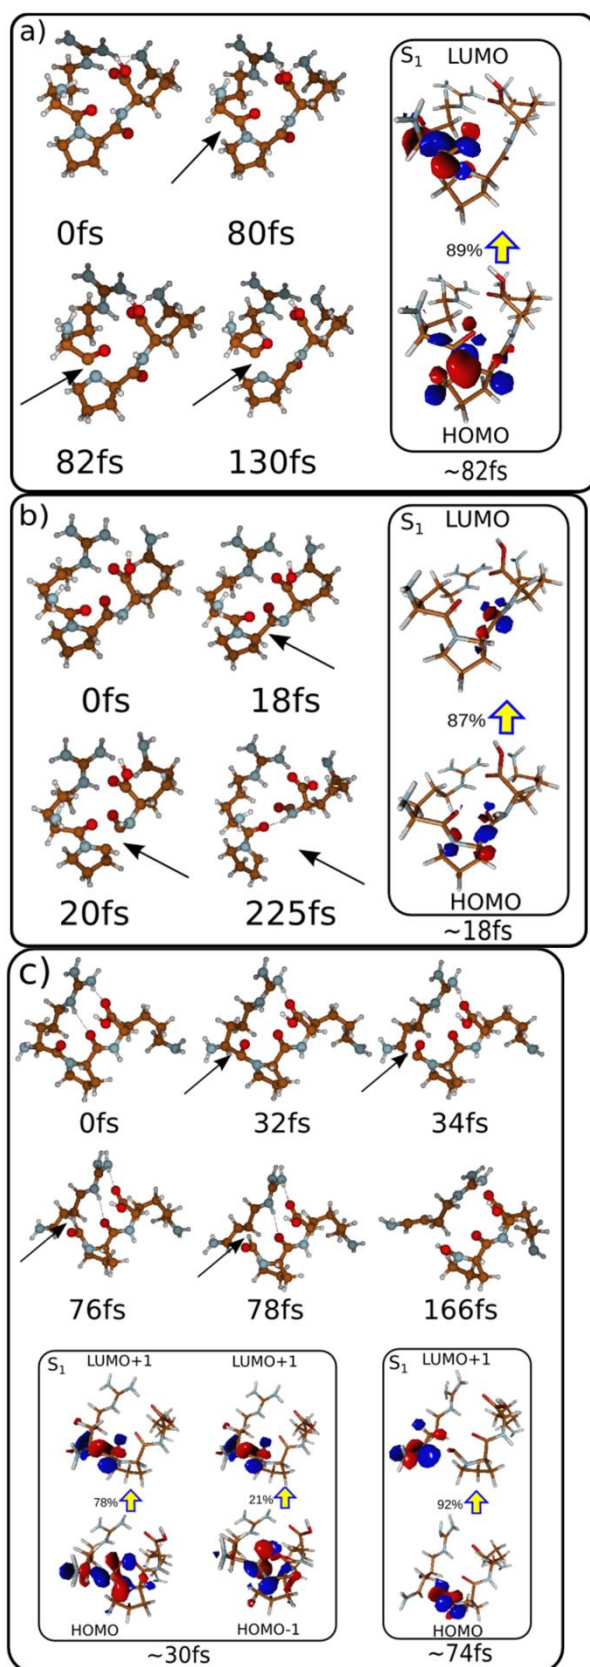 a)
S1 LUMO
0fs 80fs
89%
82fs 130fs
HOMO
~82fs
b)
S1 LUMO
0fs 18fs
87%
20fs 225fs
HOMO
~18fs
c)
0fs 32fs 34fs
76fs 78fs 166fs
S1 LUMO+1 LUMO+1
78% 21%
HOMO HOMO-1
~30fs
S1 LUMO+1
92%
HOMO
~74fs